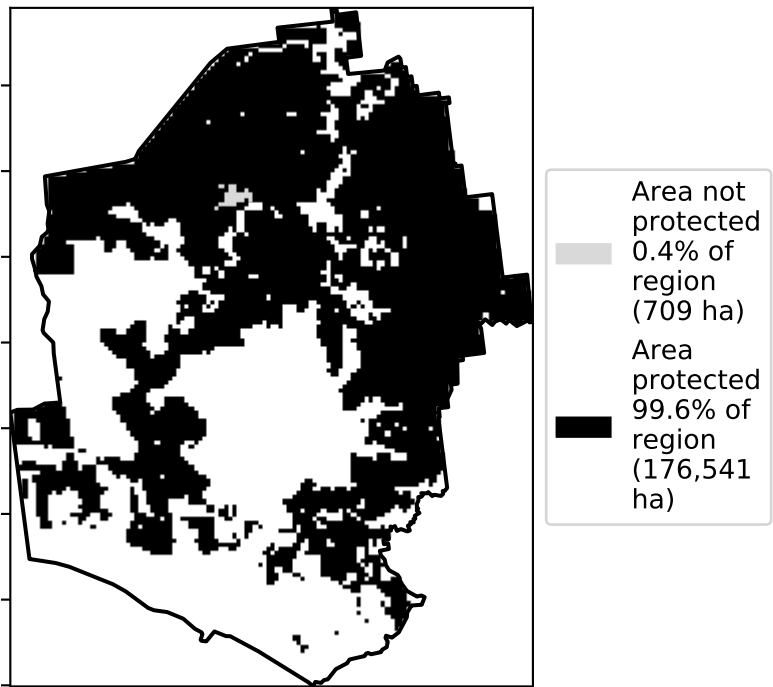 Area not
protected
0.4% of
region
(709 ha)
Area
protected
99.6% of
region
(176,541
ha)